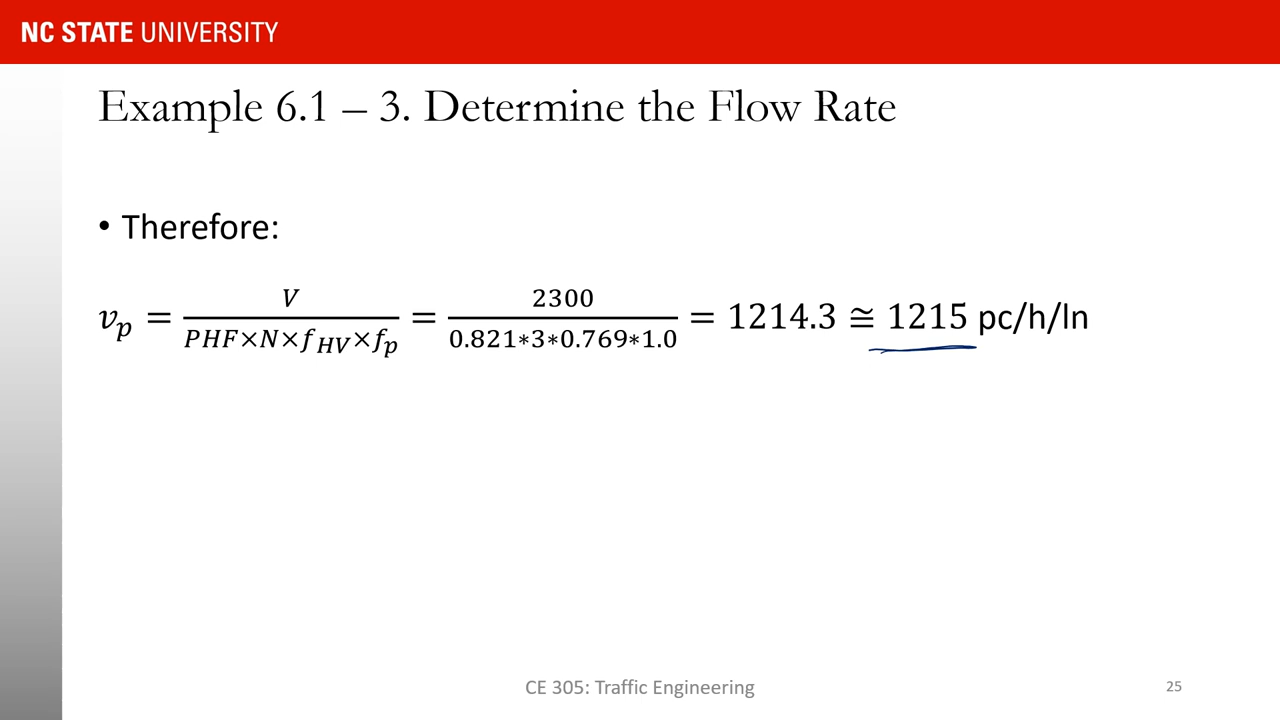 NC STATE UNIVERSITY
Example 6.1 – 3. Determine the Flow Rate
• Therefore:
v_p = V / (PHF×N×f_HV×f_p) = 2300 / (0.821*3*0.769*1.0) = 1214.3 ≅ 1215 pc/h/ln
CE 305: Traffic Engineering
25